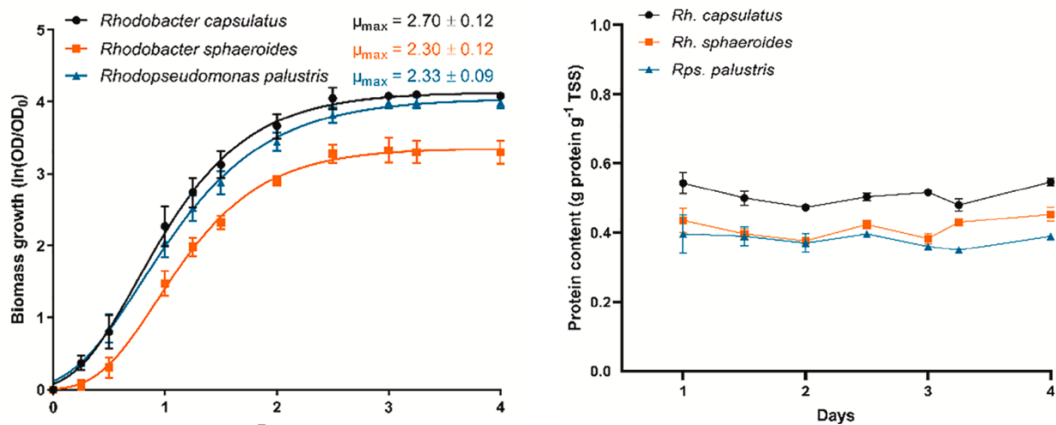 Rhodobacter capsulatus μmax = 2.70 ± 0.12
Rhodobacter sphaeroides μmax = 2.30 ± 0.12
Rhodopseudomonas palustris μmax = 2.33 ± 0.09
Biomass growth (ln(OD/OD0))
5
4
3
2
1
0
0 1 2 3 4
Rh. capsulatus
Rh. sphaeroides
Rps. palustris
Protein content (g protein g-1 TSS)
1.0
0.8
0.6
0.4
0.2
0.0
1 2 3 4
Days